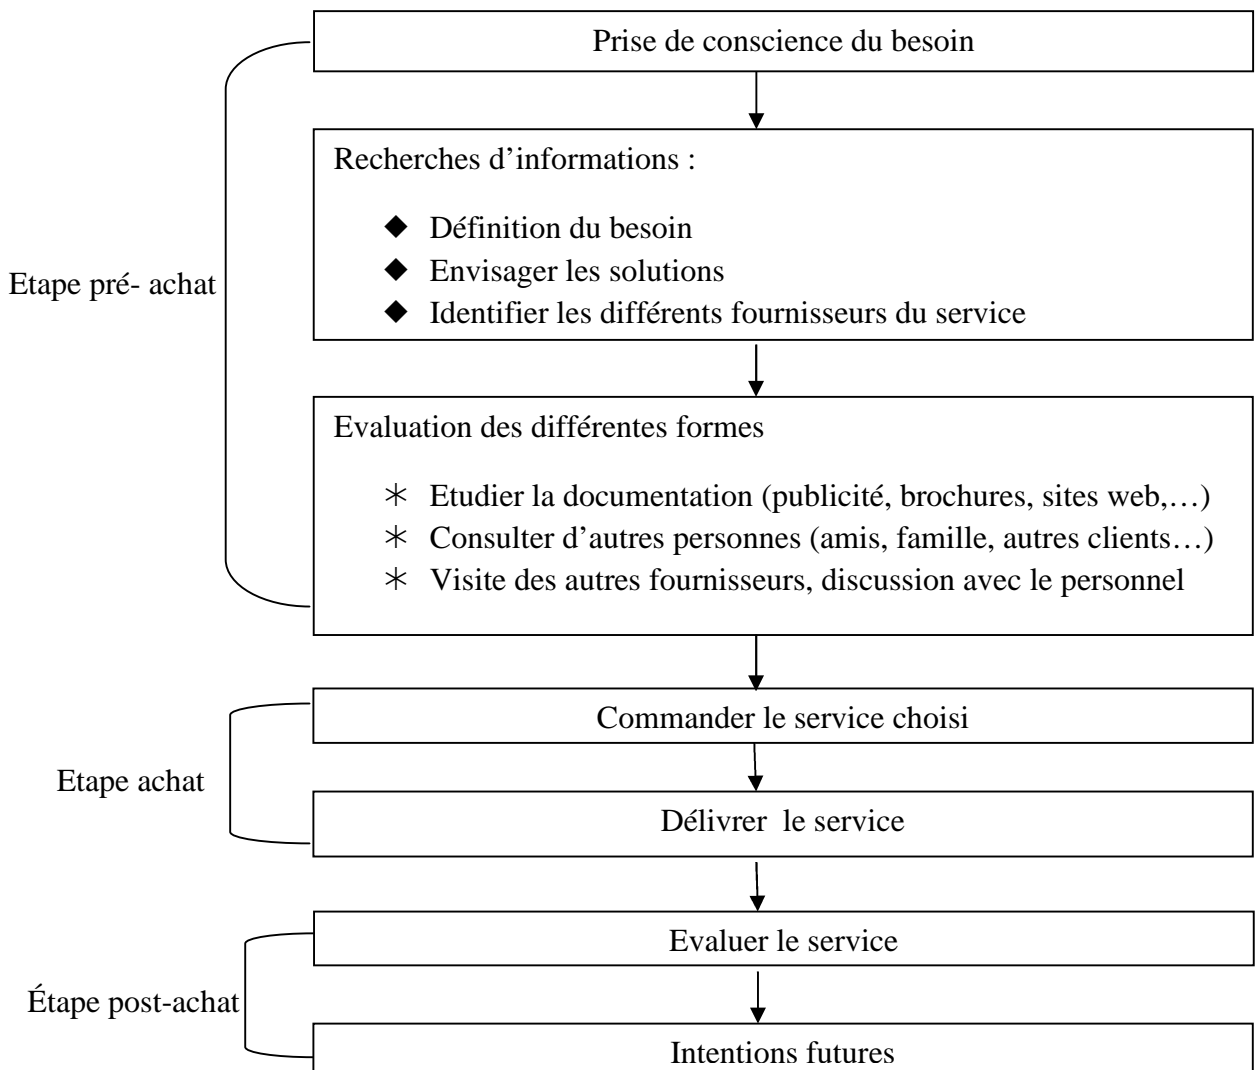 Prise de conscience du besoin
Recherches d’informations :
◆ Définition du besoin
◆ Envisager les solutions
◆ Identifier les différents fournisseurs du service
Etape pré- achat
Evaluation des différentes formes
＊ Etudier la documentation (publicité, brochures, sites web,…)
＊ Consulter d’autres personnes (amis, famille, autres clients…)
＊ Visite des autres fournisseurs, discussion avec le personnel
Commander le service choisi
Etape achat
Délivrer le service
Evaluer le service
Étape post-achat
Intentions futures